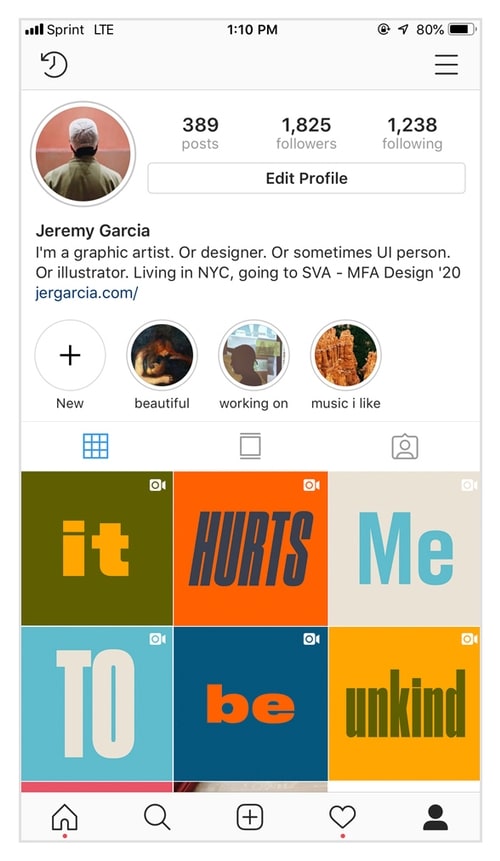 Sprint LTE 1:10 PM 80%
389 1,825 1,238
posts followers following
Edit Profile
Jeremy Garcia
I'm a graphic artist. Or designer. Or sometimes UI person.
Or illustrator. Living in NYC, going to SVA - MFA Design '20
jergarcia.com/
New beautiful working on music i like
it HURTS Me
TO be unkind